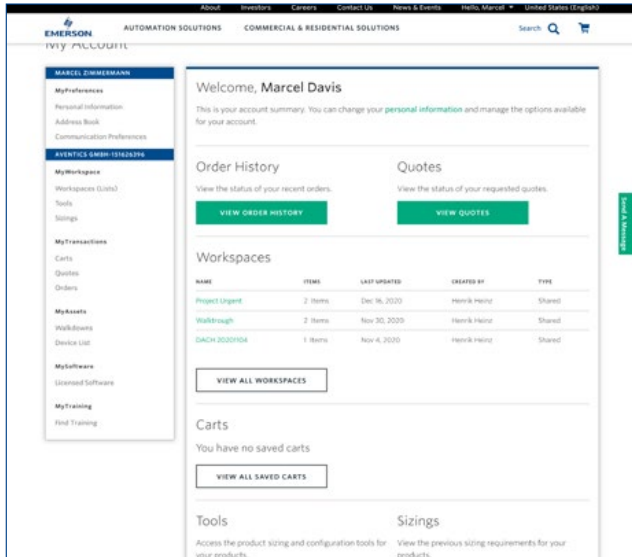 About Investors Careers Contact Us News & Events Hello, Marcel United States (English)
EMERSON AUTOMATION SOLUTIONS COMMERCIAL & RESIDENTIAL SOLUTIONS Search
My Account
MARCEL ZIMMERMANN
MyPreferences
Personal Information
Address Book
Communication Preferences
AVENTICS GMBH-131626396
MyWorkspace
Workspaces (Lists)
Tools
Sizings
MyTransactions
Carts
Quotes
Orders
MyAssets
Walkdowns
Device List
MySoftware
Licensed Software
MyTraining
Find Training
Welcome, Marcel Davis
This is your account summary. You can change your personal information and manage the options available
for your account.
Order History
View the status of your recent orders.
VIEW ORDER HISTORY
Quotes
View the status of your requested quotes.
VIEW QUOTES
Workspaces
NAME ITEMS LAST UPDATED CREATED BY TYPE
Project Urgent 2 Items Dec 16, 2020 Henrik Heinz Shared
Walktrough 2 Items Nov 30, 2020 Henrik Heinz Shared
DACH 20201104 1 Items Nov 4, 2020 Henrik Heinz Shared
VIEW ALL WORKSPACES
Carts
You have no saved carts
VIEW ALL SAVED CARTS
Tools
Access the product sizing and configuration tools for
your products.
Sizings
View the previous sizing requirements for your
products.
Send A Message